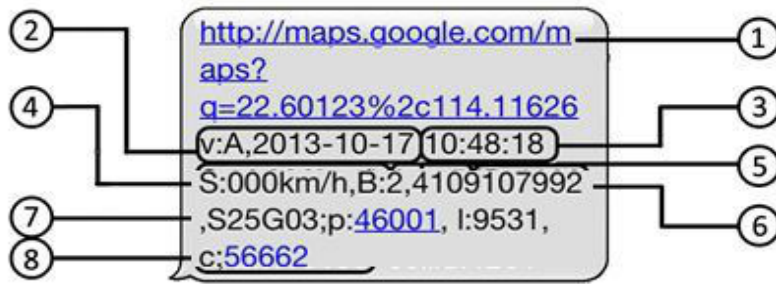 http://maps.google.com/m
aps?
q=22.60123%2c114.11626
v:A,2013-10-17 10:48:18
S:000km/h,B:2,4109107992
,S25G03;p:46001, l:9531,
c;56662
2
4
7
8
1
3
5
6